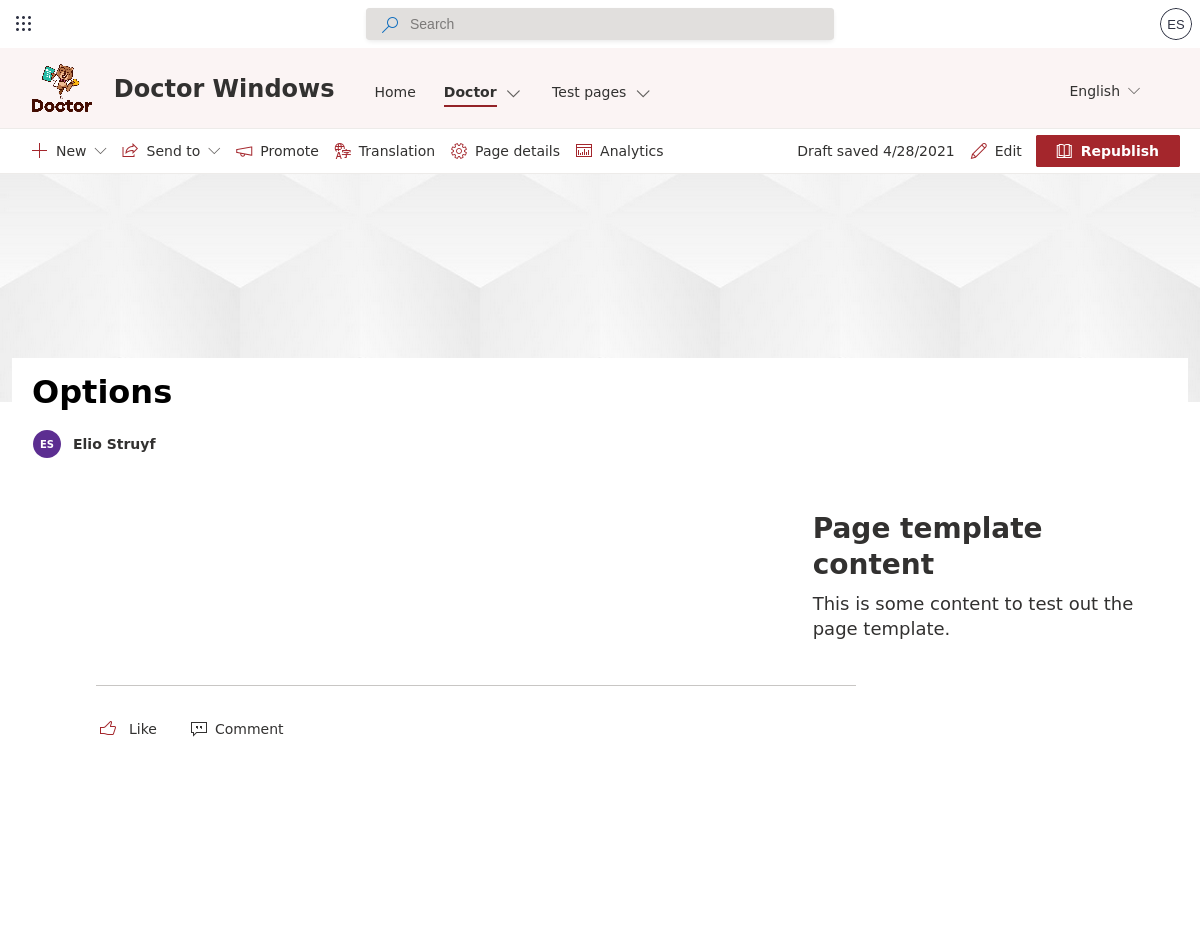 Search
ES
Doctor
Doctor Windows
Home Doctor Test pages
English
New Send to Promote Translation Page details Analytics
Draft saved 4/28/2021 Edit Republish
Options
ES Elio Struyf
Page template
content
This is some content to test out the
page template.
Like Comment